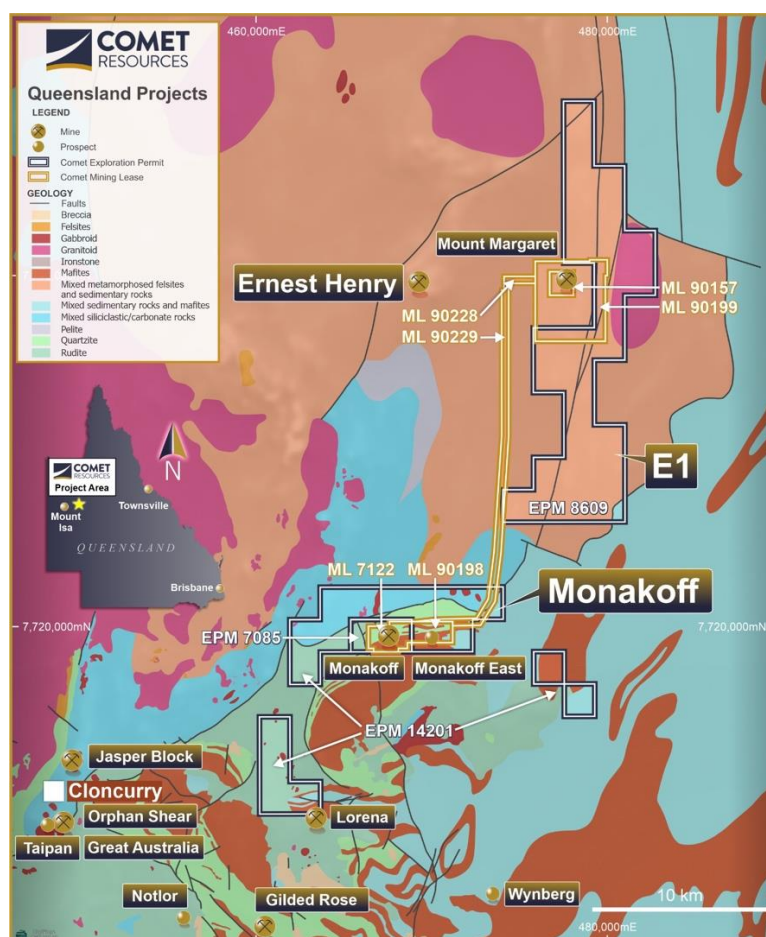 COMET
RESOURCES
Queensland Projects
LEGEND
Mine
Prospect
Comet Exploration Permit
Comet Mining Lease
GEOLOGY
Faults
Breccia
Felsites
Gabbroid
Granitoid
Ironstone
Mafites
Mixed metamorphosed felsites
and sedimentary rocks
Mixed sedimentary rocks and mafites
Mixed siliciclastic/carbonate rocks
Pelite
Quartzite
Rudite
460,000mE
480,000mE
Mount Margaret
Ernest Henry
ML 90157
ML 90228
ML 90199
ML 90229
N
COMET
RESOURCES
Project Area
Townsville
Mount
Isa
QUEENSLAND
Brisbane
E1
EPM 8609
ML 7122
ML 90198
Monakoff
7,720,000mN
7,720,000mN
EPM 7085
Monakoff
Monakoff East
EPM 14201
Jasper Block
Cloncurry
Orphan Shear
Lorena
Taipan
Great Australia
Notlor
Gilded Rose
Wynberg
10 km
480,000mE